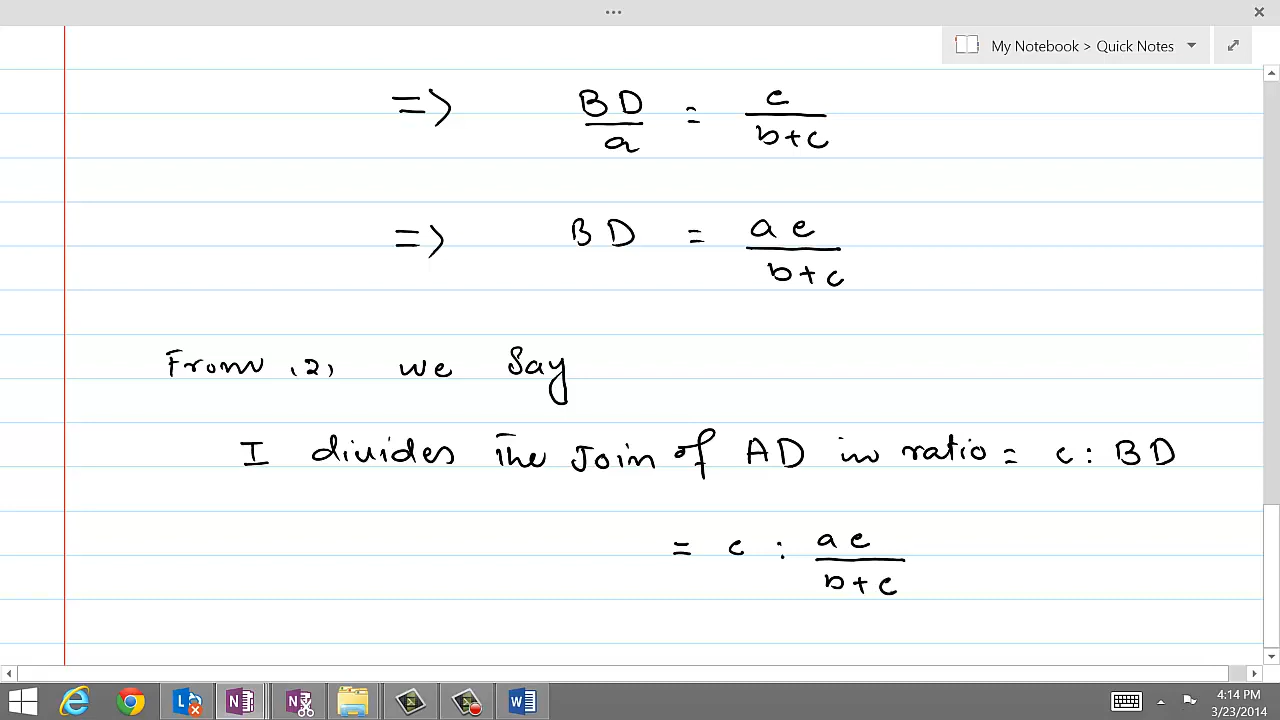 My Notebook > Quick Notes
=> BD/a = c/b+c
=> BD = ac/b+c
From (2) we say
I divides the join of AD in ratio = c : BD
= c : ac/b+c
4:14 PM
3/23/2014